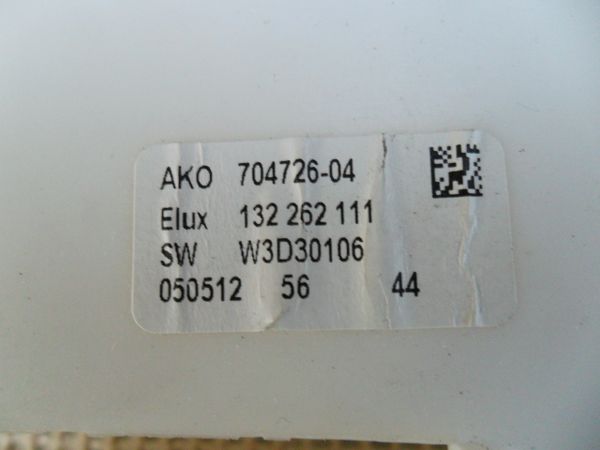 AKO 704726-04
Elux 132 262 111
SW W3D30106
050512 56 44